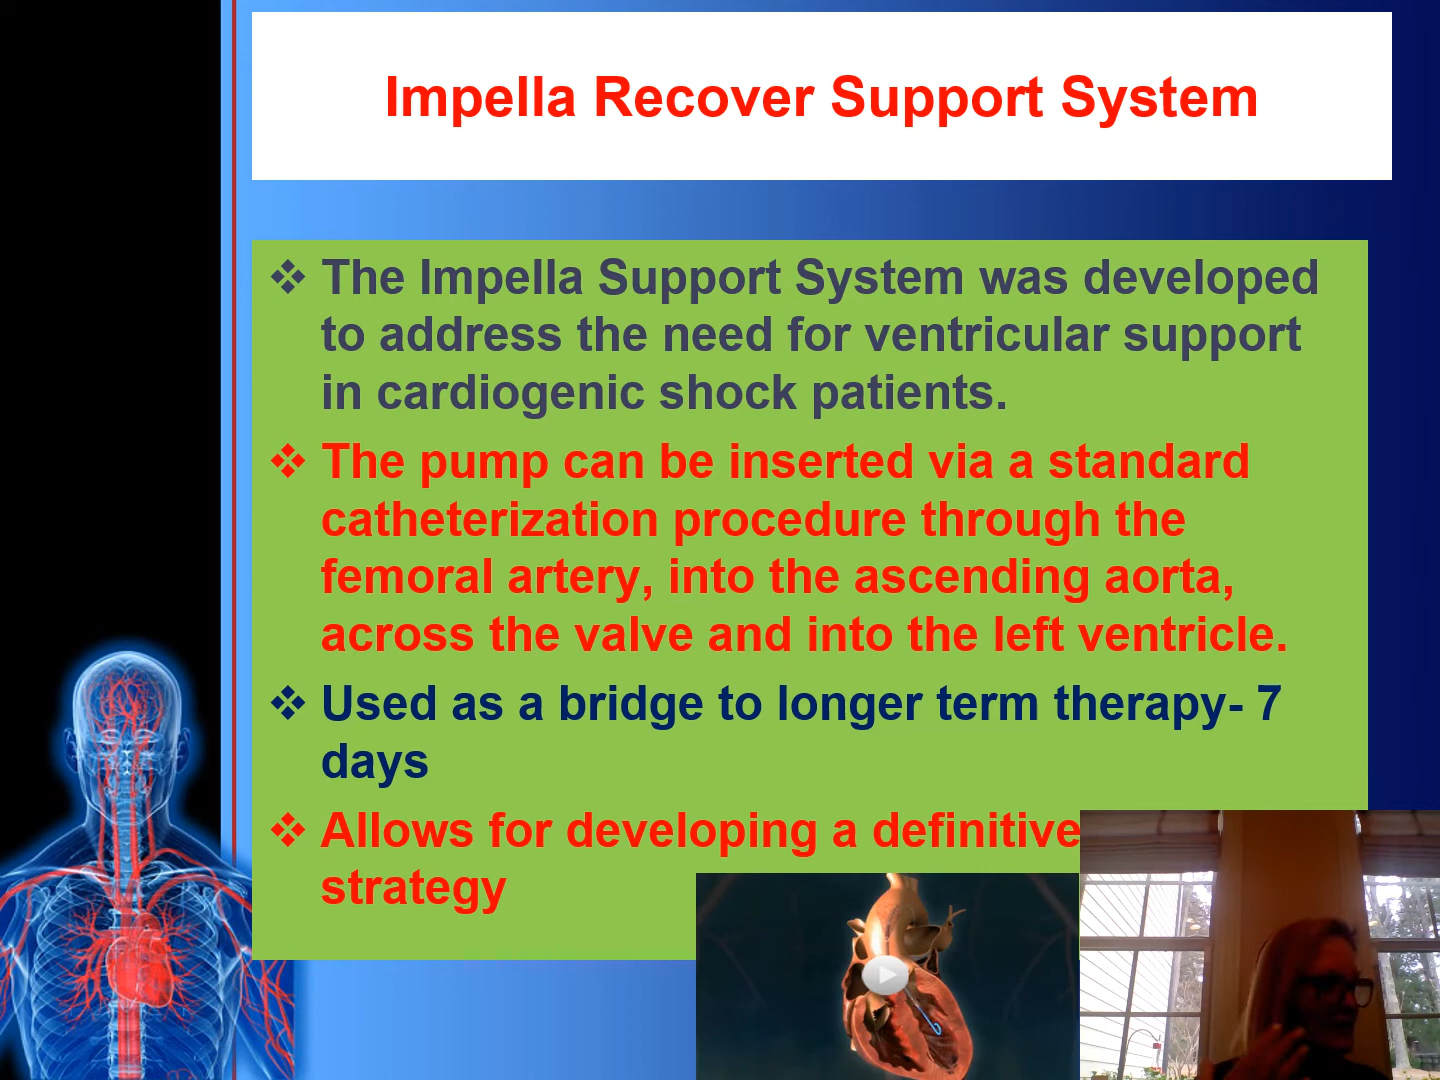 Impella Recover Support System
❖ The Impella Support System was developed
to address the need for ventricular support
in cardiogenic shock patients.
❖ The pump can be inserted via a standard
catheterization procedure through the
femoral artery, into the ascending aorta,
across the valve and into the left ventricle.
❖ Used as a bridge to longer term therapy- 7
days
❖ Allows for developing a definitive
strategy